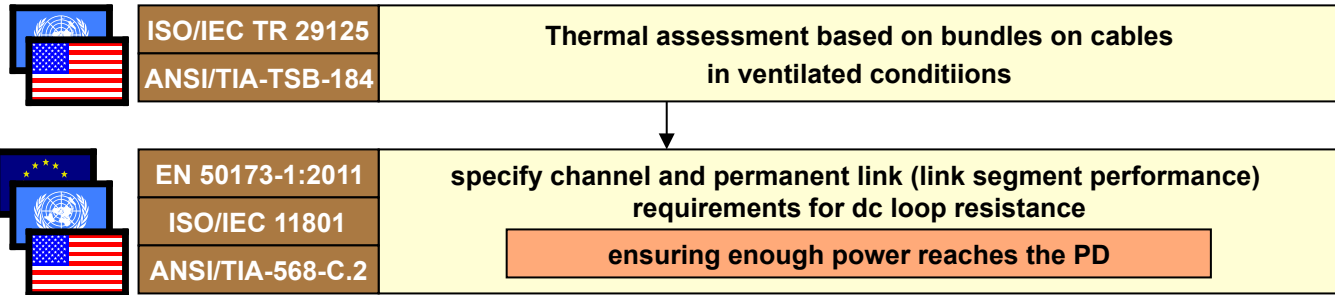 ISO/IEC TR 29125
ANSI/TIA-TSB-184
Thermal assessment based on bundles on cables
in ventilated conditiions
EN 50173-1:2011
ISO/IEC 11801
ANSI/TIA-568-C.2
specify channel and permanent link (link segment performance)
requirements for dc loop resistance
ensuring enough power reaches the PD